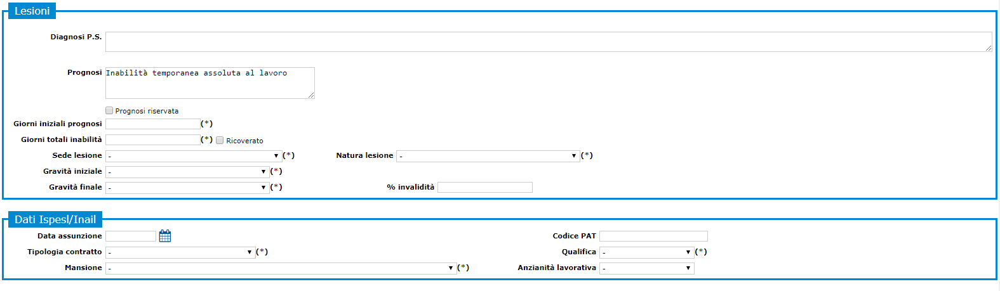 Lesioni
Diagnosi P.S.
Prognosi Inabilità temporanea assoluta al lavoro
Prognosi riservata
Giorni iniziali prognosi (*)
Giorni totali inabilità (*) Ricoverato
Sede lesione - (*) Natura lesione - (*)
Gravità iniziale - (*)
Gravità finale - (*) % invalidità
Dati Ispesl/Inail
Data assunzione Codice PAT
Tipologia contratto - (*) Qualifica - (*)
Mansione - (*) Anzianità lavorativa -